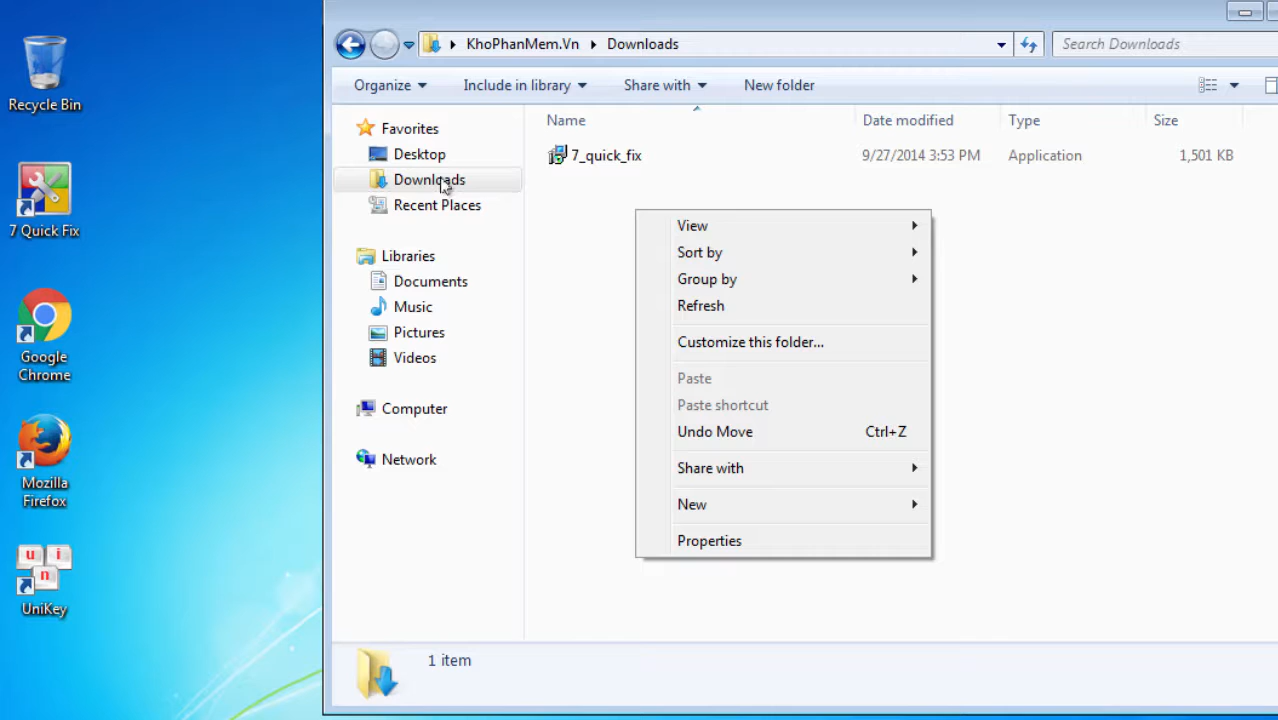 Recycle Bin
7 Quick Fix
Google
Chrome
Mozilla
Firefox
u i
n
UniKey
KhoPhanMem.Vn Downloads
Search Downloads
Organize Include in library Share with New folder
Favorites
Desktop
Downloads
Recent Places
Libraries
Documents
Music
Pictures
Videos
Computer
Network
Name Date modified Type Size
7_quick_fix 9/27/2014 3:53 PM Application 1,501 KB
View
Sort by
Group by
Refresh
Customize this folder...
Paste
Paste shortcut
Undo Move Ctrl+Z
Share with
New
Properties
1 item